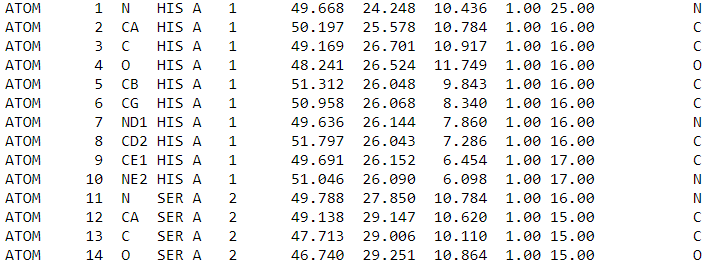 ATOM      1  N   HIS A   1      49.668  24.248  10.436  1.00 25.00           N
ATOM      2  CA  HIS A   1      50.197  25.578  10.784  1.00 16.00           C
ATOM      3  C   HIS A   1      49.169  26.701  10.917  1.00 16.00           C
ATOM      4  O   HIS A   1      48.241  26.524  11.749  1.00 16.00           O
ATOM      5  CB  HIS A   1      51.312  26.048   9.843  1.00 16.00           C
ATOM      6  CG  HIS A   1      50.958  26.068   8.340  1.00 16.00           C
ATOM      7  ND1 HIS A   1      49.636  26.144   7.860  1.00 16.00           N
ATOM      8  CD2 HIS A   1      51.797  26.043   7.286  1.00 16.00           C
ATOM      9  CE1 HIS A   1      49.691  26.152   6.454  1.00 17.00           C
ATOM     10  NE2 HIS A   1      51.046  26.090   6.098  1.00 17.00           N
ATOM     11  N   SER A   2      49.788  27.850  10.784  1.00 16.00           N
ATOM     12  CA  SER A   2      49.138  29.147  10.620  1.00 15.00           C
ATOM     13  C   SER A   2      47.713  29.006  10.110  1.00 15.00           C
ATOM     14  O   SER A   2      46.740  29.251  10.864  1.00 15.00           O